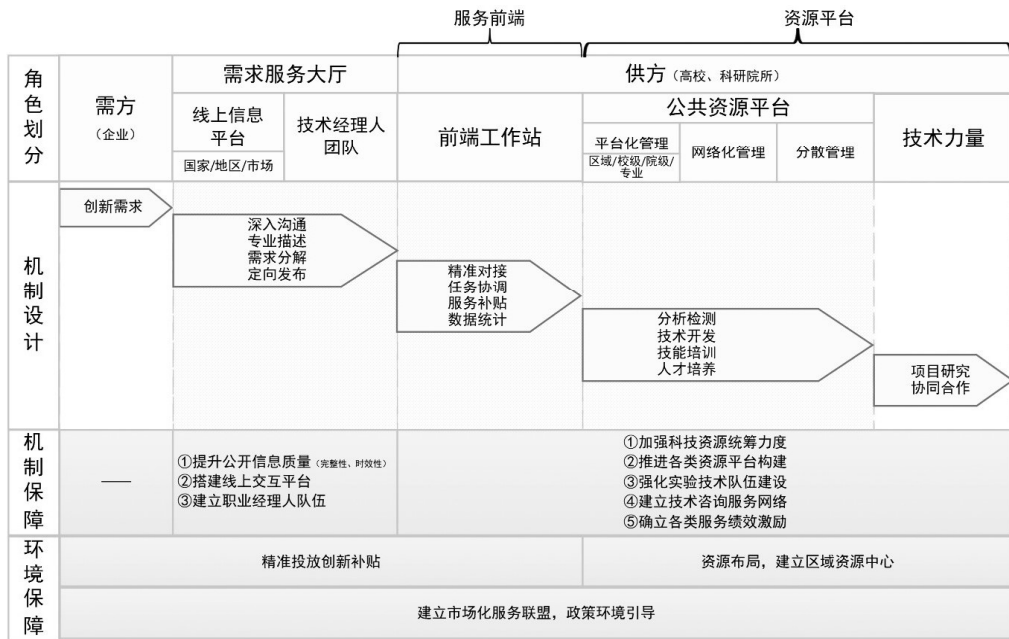 服务前端
资源平台
角色划分
需方
（企业）
需求服务大厅
线上信息
平台
国家/地区/市场
技术经理人
团队
供方（高校、科研院所）
前端工作站
公共资源平台
平台化管理
区域/校级/院级/
专业
网络化管理
分散管理
技术力量
机制设计
创新需求
深入沟通
专业描述
需求分解
定向发布
精准对接
任务协调
服务补贴
数据统计
分析检测
技术开发
技能培训
人才培养
项目研究
协同合作
机制保障
——
①提升公开信息质量（完整性、时效性）
②搭建线上交互平台
③建立职业经理人队伍
①加强科技资源统筹力度
②推进各类资源平台构建
③强化实验技术队伍建设
④建立技术咨询服务网络
⑤确立各类服务绩效激励
环境保障
精准投放创新补贴
资源布局，建立区域资源中心
建立市场化服务联盟，政策环境引导